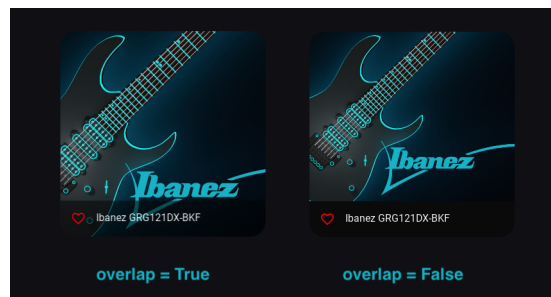 Ibanez
Ibanez GRG121DX-BKF
overlap = True
Ibanez
Ibanez GRG121DX-BKF
overlap = False